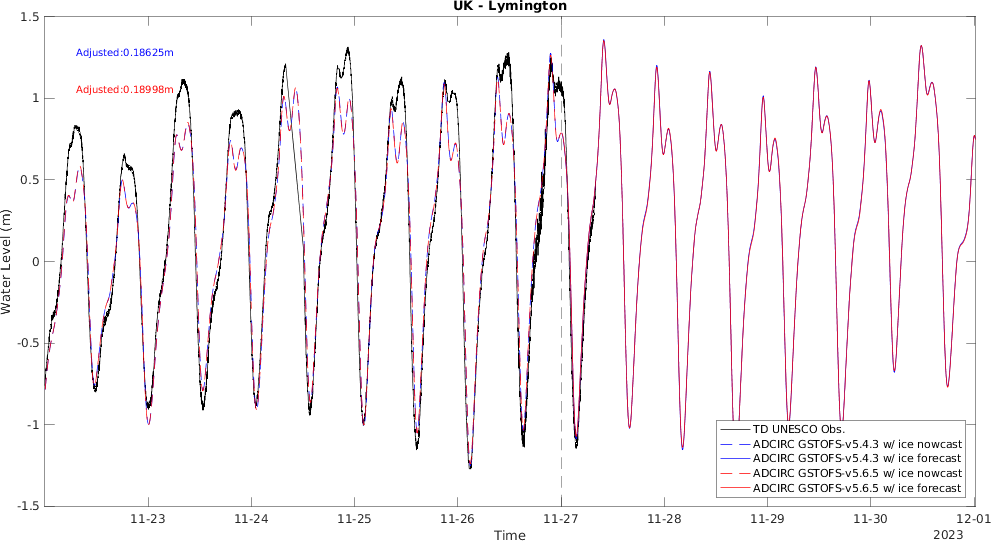 UK - Lymington
Adjusted:0.18625m
Adjusted:0.18998m
1.5
1
0.5
0
-0.5
-1
-1.5
Water Level (m)
TD UNESCO Obs.
ADCIRC GSTOFS-v5.4.3 w/ ice nowcast
ADCIRC GSTOFS-v5.4.3 w/ ice forecast
ADCIRC GSTOFS-v5.6.5 w/ ice nowcast
ADCIRC GSTOFS-v5.6.5 w/ ice forecast
11-23 11-24 11-25 11-26 11-27 11-28 11-29 11-30 12-01
Time
2023